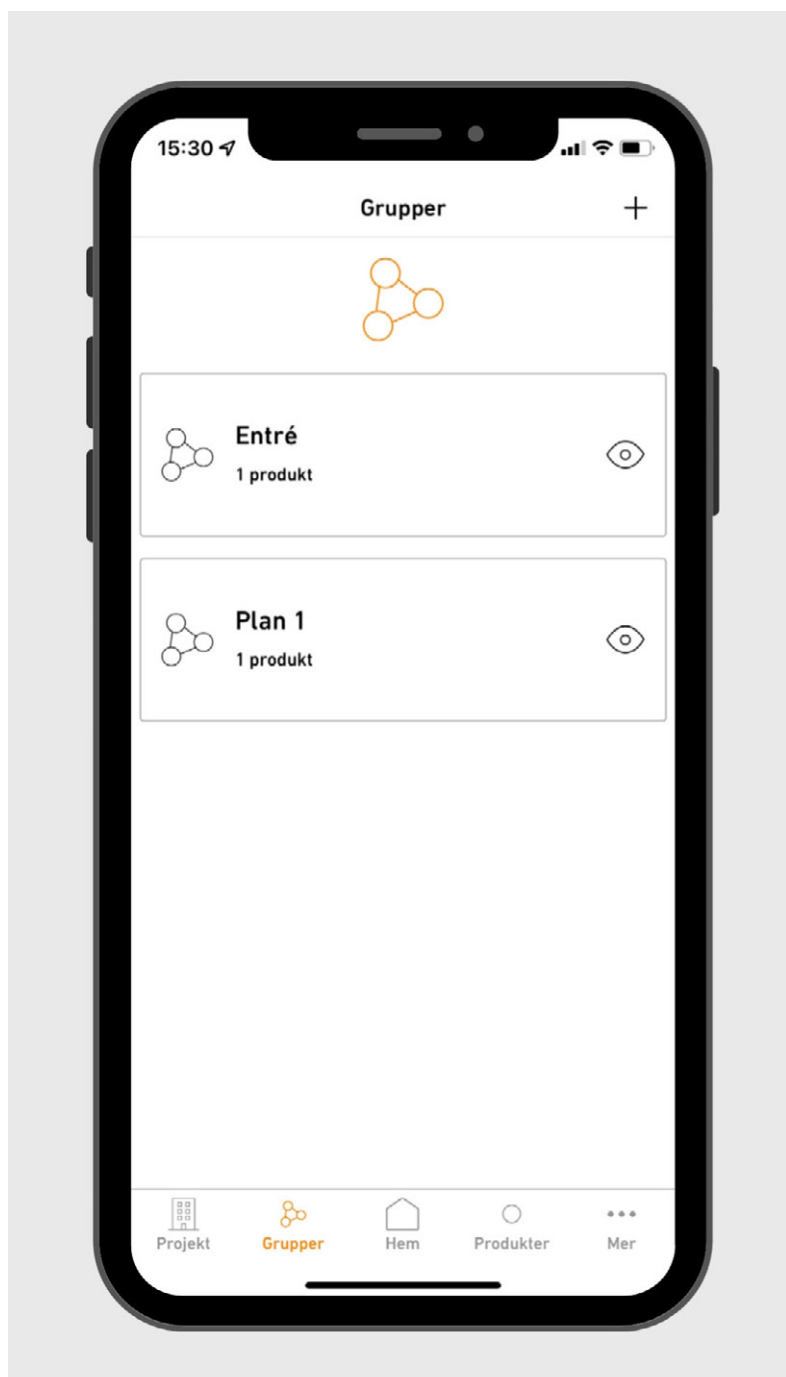 15:30
Grupper
Entré
1 produkt
Plan 1
1 produkt
Projekt Grupper Hem Produkter Mer